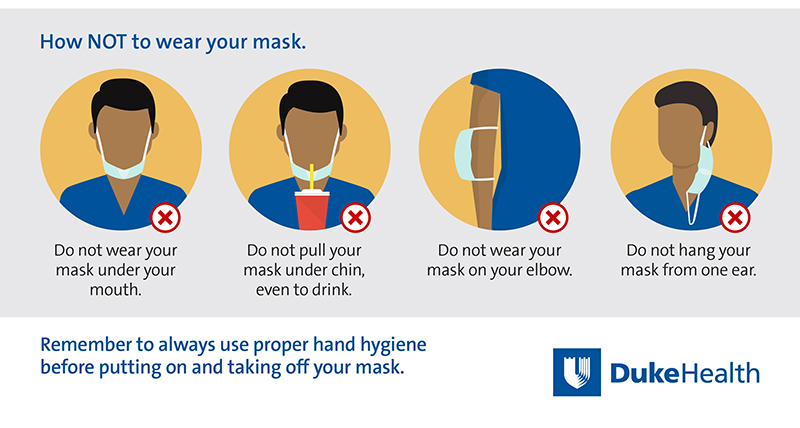 How NOT to wear your mask.
Do not wear your
mask under your
mouth.
Do not pull your
mask under chin,
even to drink.
Do not wear your
mask on your elbow.
Do not hang your
mask from one ear.
Remember to always use proper hand hygiene
before putting on and taking off your mask.
DukeHealth